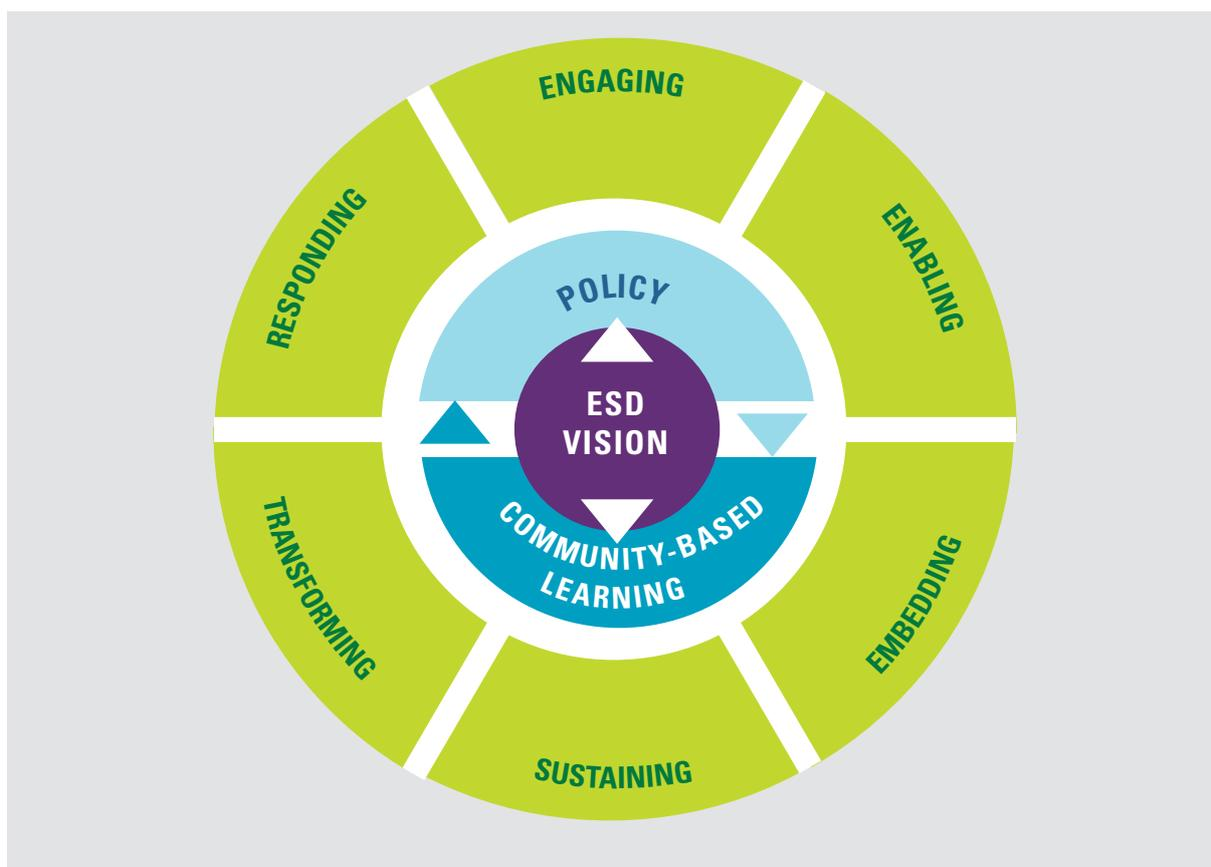 ENGAGING
ENABLING
EMBEDDING
SUSTAINING
TRANSFORMING
RESPONDING
POLICY
ESD
VISION
COMMUNITY-BASED
LEARNING